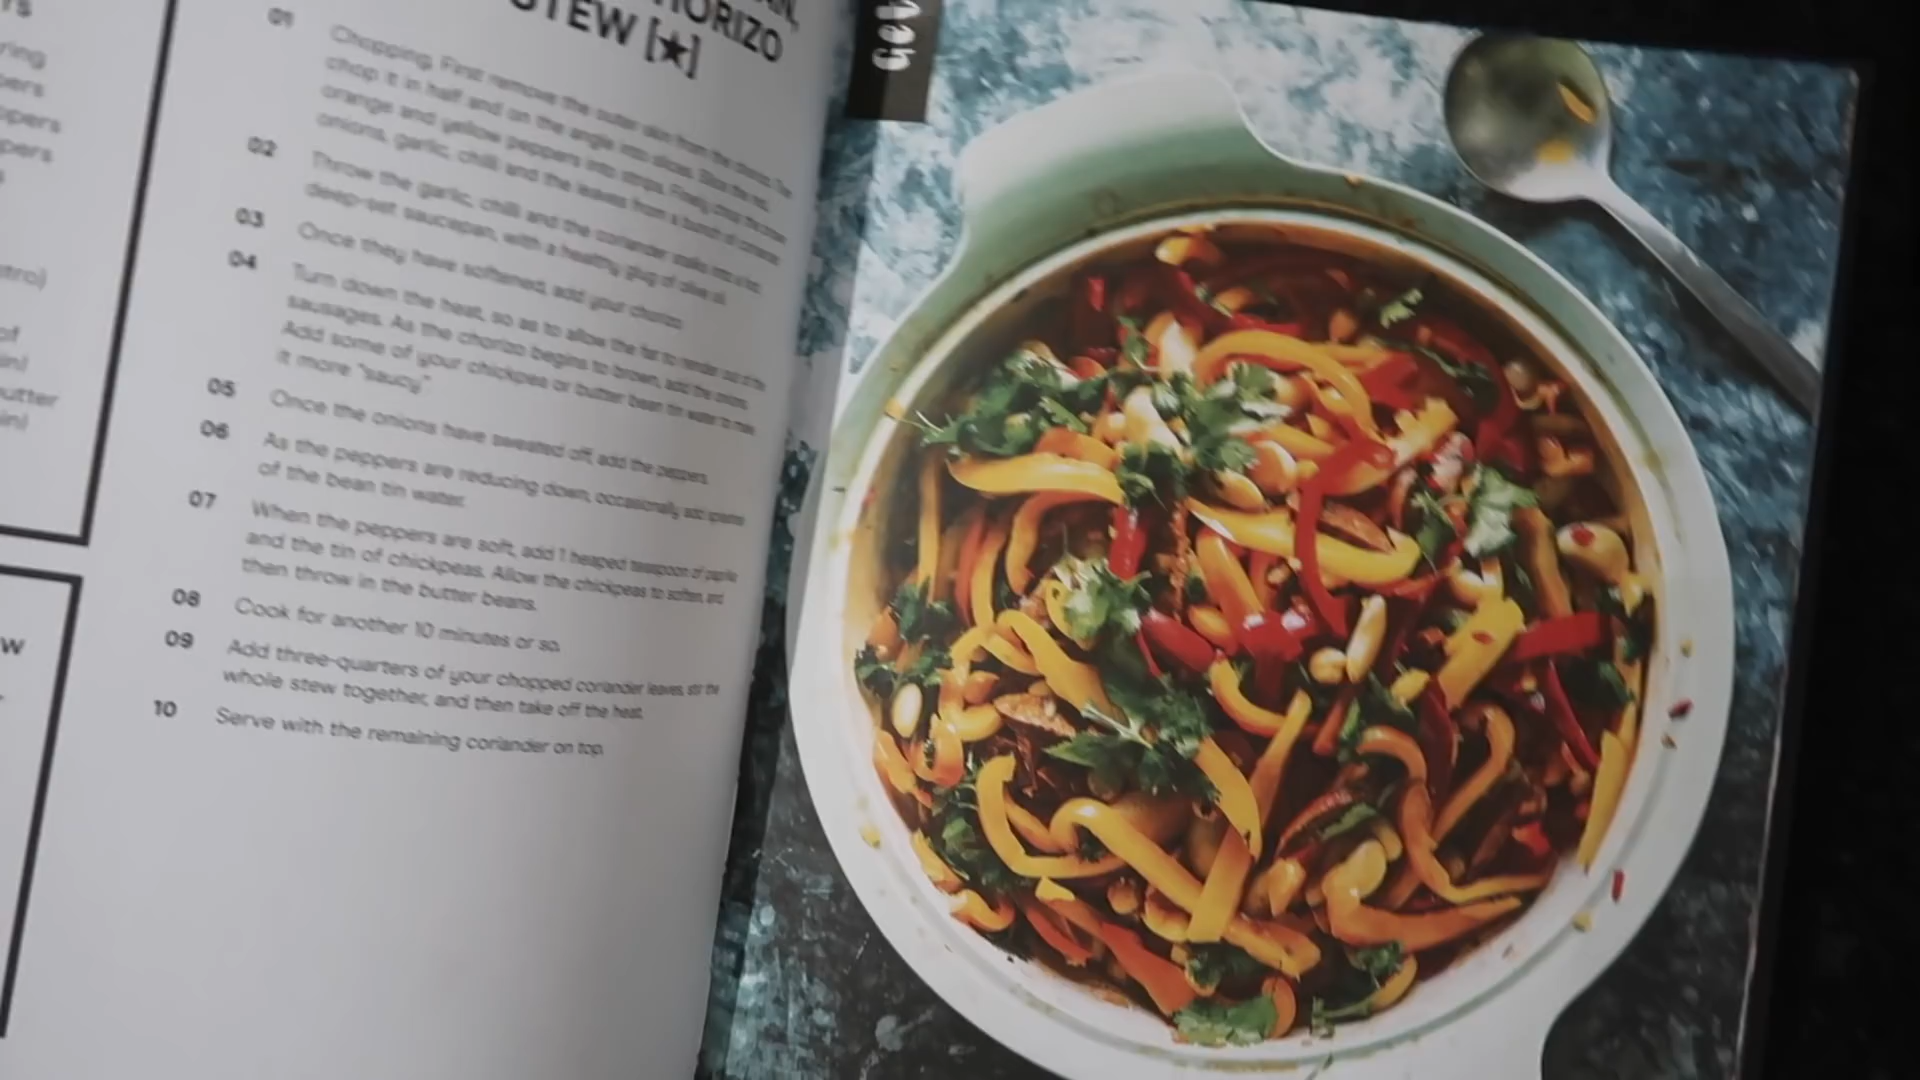 ring
opers
utter
STEW [★]
HORIZO
01 Chopping. First remove the outer skin from the chorizo. The
chop it in half and on the angle into slices. Slice the red,
orange and yellow peppers into strips. Finely chop the three
onions, garlic, chilli and the leaves from a bunch of coriander.
02 Throw the garlic, chilli and the coriander stalks into a hot,
deep-set saucepan, with a healthy glug of olive oil.
03 Once they have softened, add your chorizo.
04 Turn down the heat, so as to allow the fat to render out of the
sausages. As the chorizo begins to brown, add the onions.
Add some of your chickpea or butter bean tin water to make
it more "saucy".
05 Once the onions have sweated off, add the peppers.
06 As the peppers are reducing down, occasionally add splashes
of the bean tin water.
07 When the peppers are soft, add 1 heaped teaspoon of paprika
and the tin of chickpeas. Allow the chickpeas to soften, and
then throw in the butter beans.
08 Cook for another 10 minutes or so.
09 Add three-quarters of your chopped coriander leaves, stir the
whole stew together, and then take off the heat.
10 Serve with the remaining coriander on top.